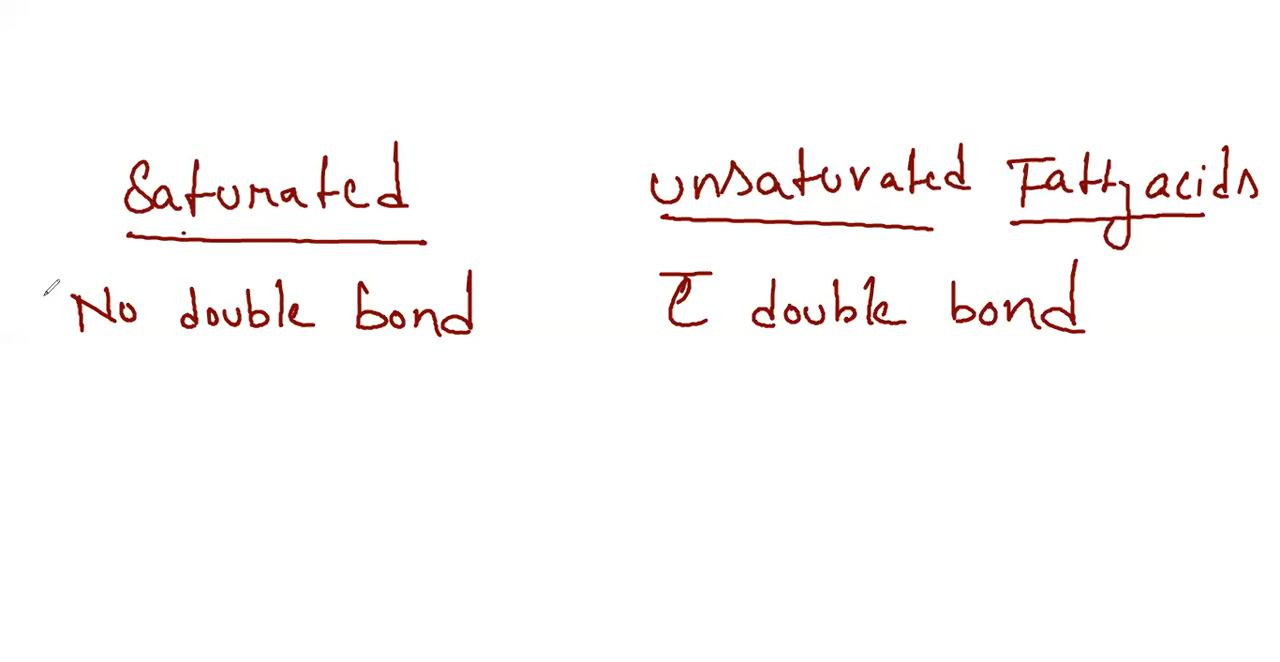 Saturated unsaturated Fatty acids
No double bond c̅ double bond